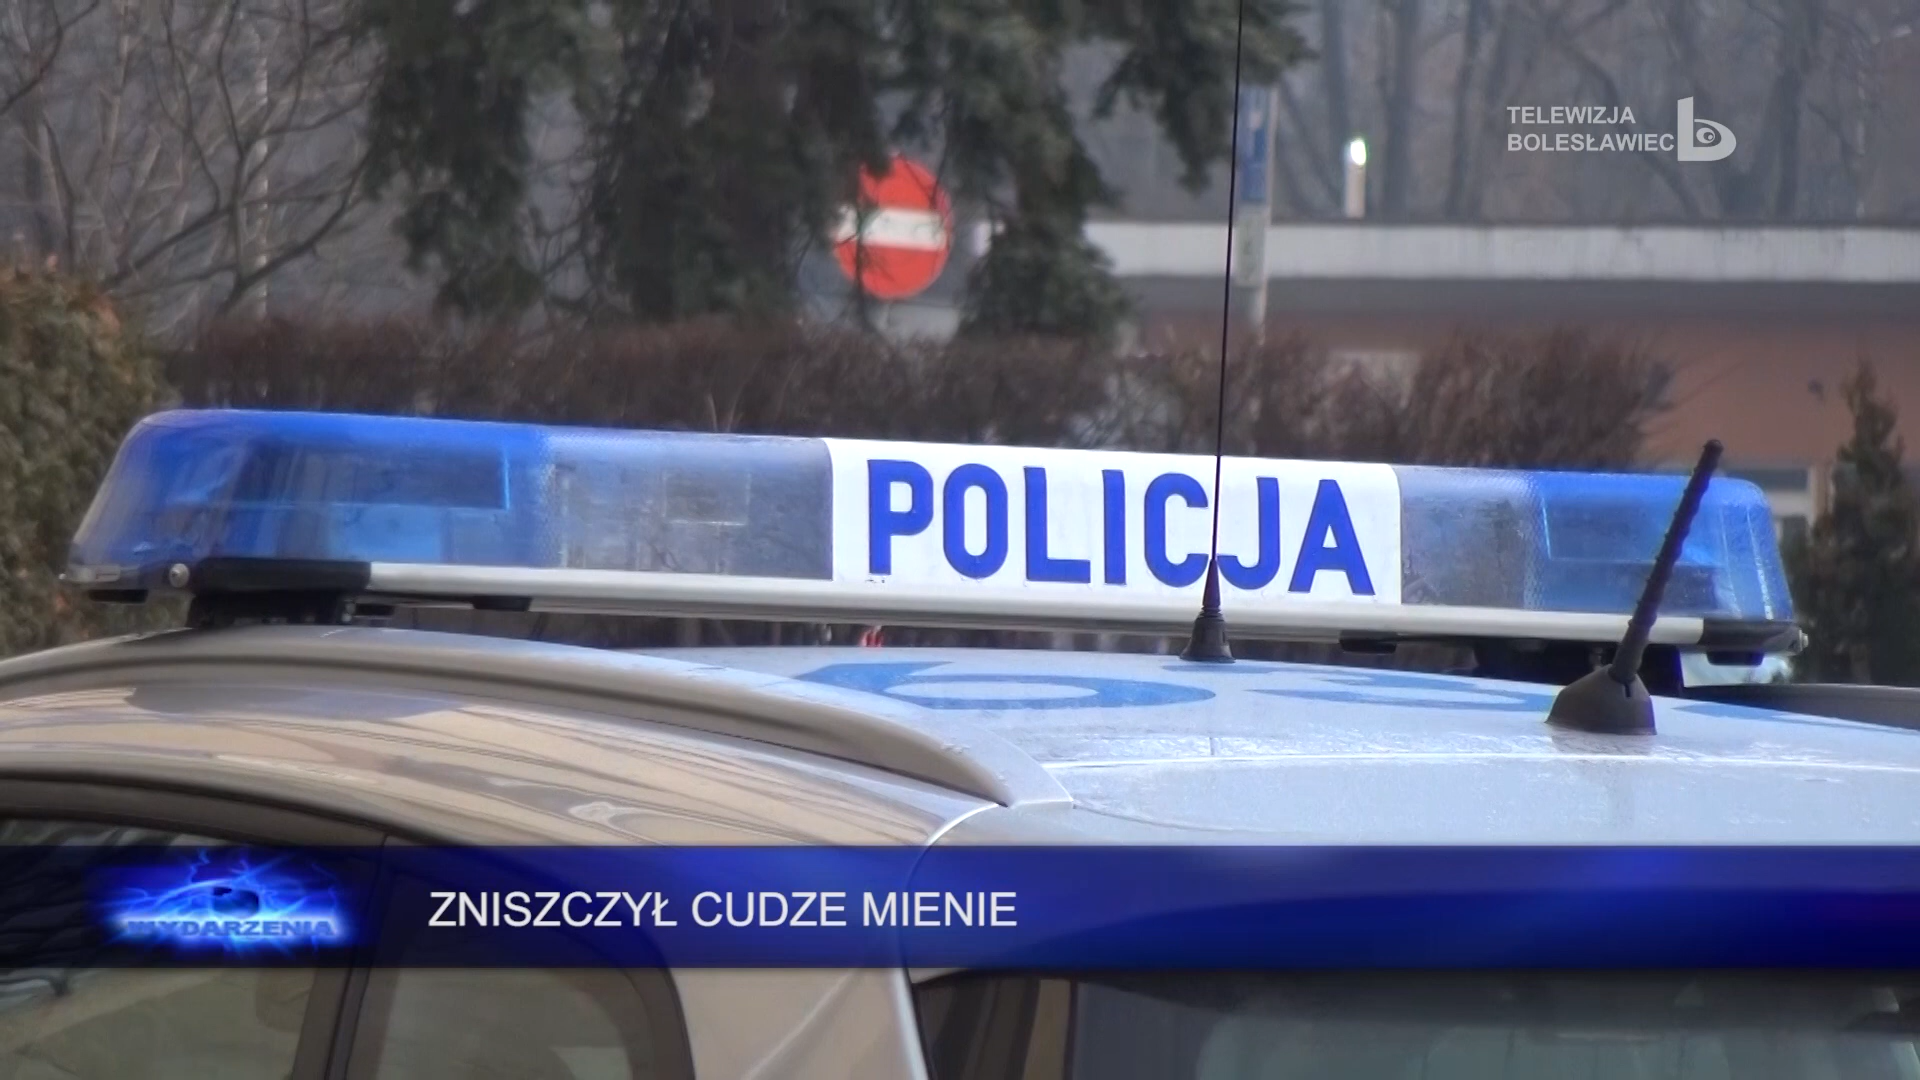 TELEWIZJA
BOLESŁAWIEC
POLICJA
WYDARZENIA
ZNISZCZYŁ CUDZE MIENIE